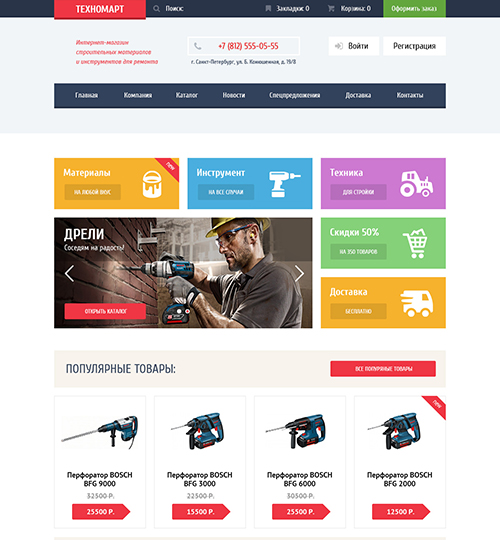 ТЕХНОМАРТ
Поиск:
Закладки: 0
Корзина: 0
Оформить заказ
Интернет-магазин
строительных материалов
и инструментов для ремонта
+7 (812) 555-05-55
г. Санкт-Петербург, ул. Б. Конюшенная, д. 19/8
Войти
Регистрация
Главная
Компания
Каталог
Новости
Спецпредложения
Доставка
Контакты
Материалы
НА ЛЮБОЙ ВКУС
new
Инструмент
НА ВСЕ СЛУЧАИ
Техника
ДЛЯ СТРОЙКИ
ДРЕЛИ
Соседям на радость!
ОТКРЫТЬ КАТАЛОГ
Скидки 50%
НА 350 ТОВАРОВ
Доставка
БЕСПЛАТНО
ПОПУЛЯРНЫЕ ТОВАРЫ:
ВСЕ ПОПУРЯНЫЕ ТОВАРЫ
Перфоратор BOSCH
BFG 9000
32500 Р.
25500 Р.
Перфоратор BOSCH
BFG 3000
22500 Р.
15500 Р.
Перфоратор BOSCH
BFG 6000
30500 Р.
25500 Р.
new
Перфоратор BOSCH
BFG 2000
12500 Р.